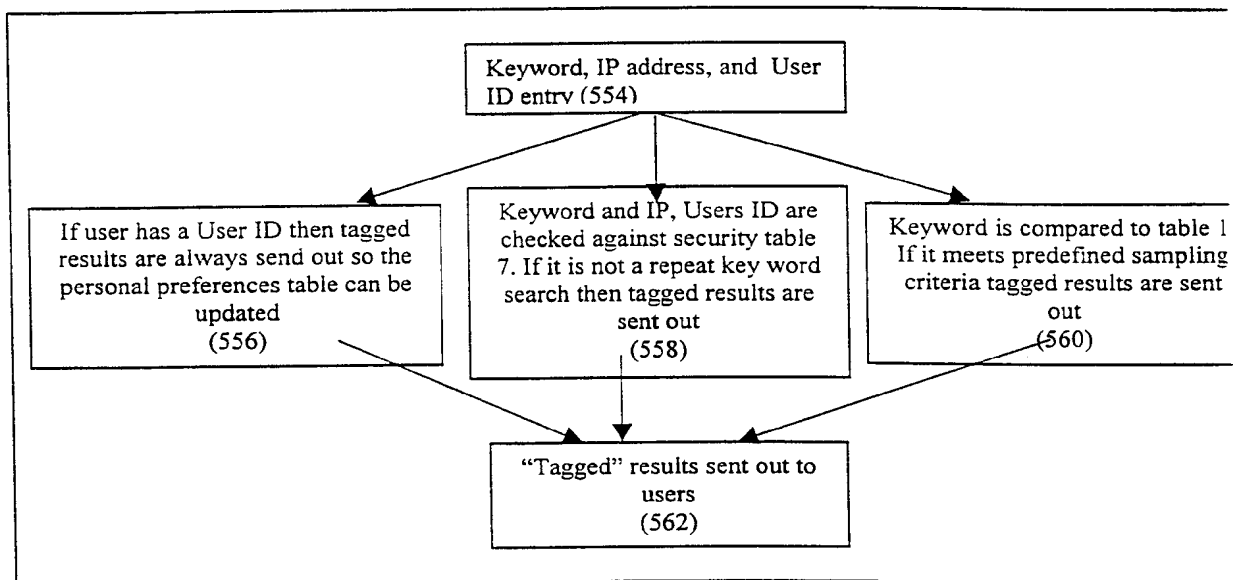 Keyword, IP address, and User
ID entry (554)
If user has a User ID then tagged
results are always send out so the
personal preferences table can be
updated
(556)
Keyword and IP, Users ID are
checked against security table
7. If it is not a repeat key word
search then tagged results are
sent out
(558)
Keyword is compared to table 1
If it meets predefined sampling
criteria tagged results are sent
out
(560)
“Tagged” results sent out to
users
(562)